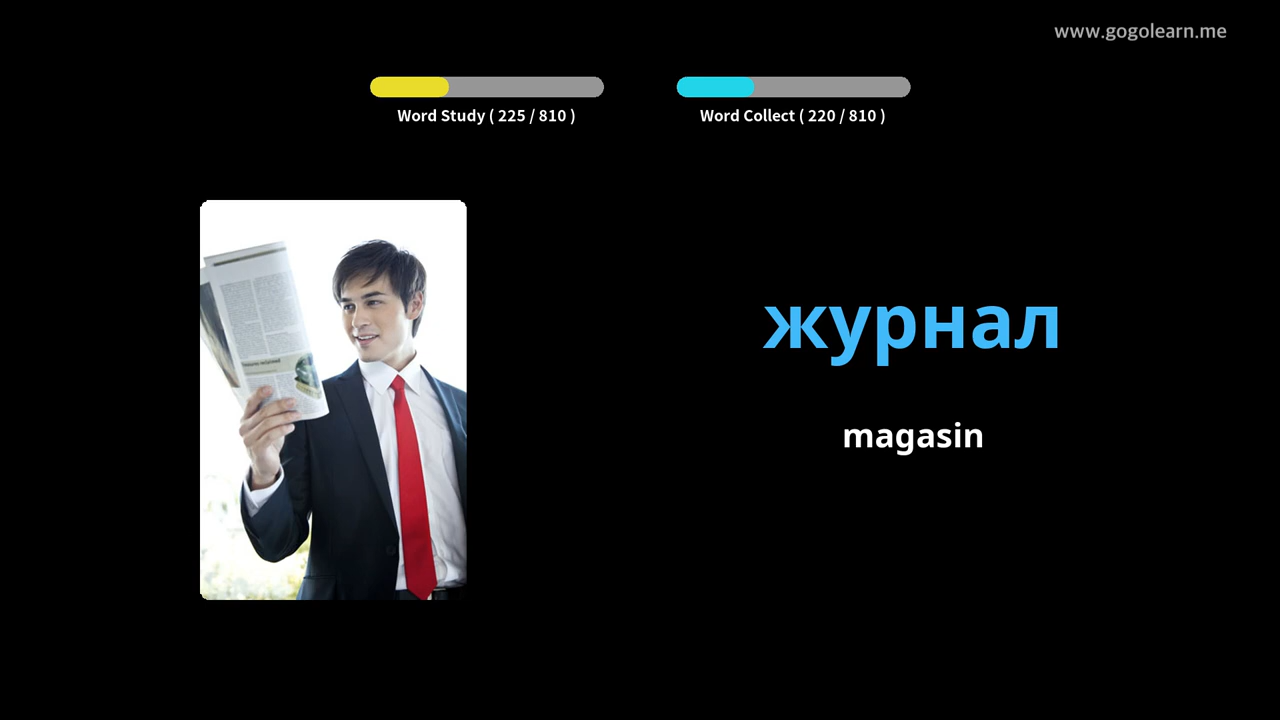 www.gogolearn.me
Word Study ( 225 / 810 )
Word Collect ( 220 / 810 )
журнал
magasin